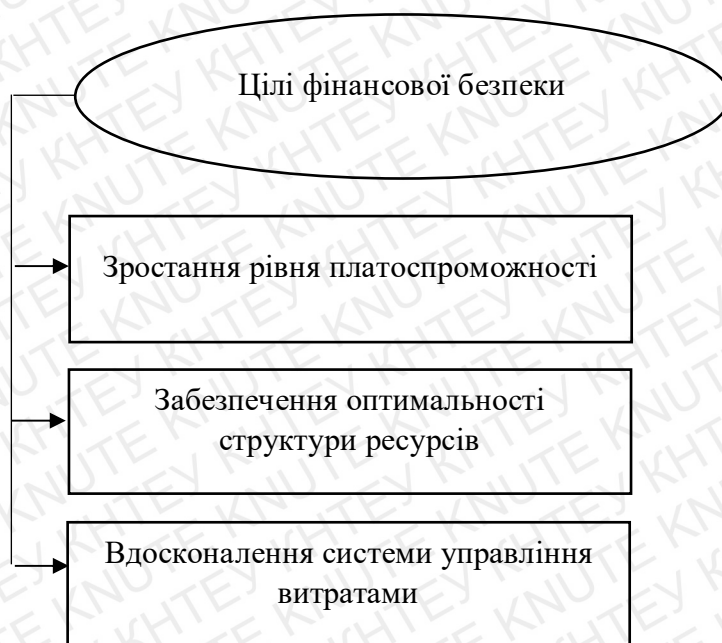 Цілі фінансової безпеки
Зростання рівня платоспроможності
Забезпечення оптимальності
структури ресурсів
Вдосконалення системи управління
витратами